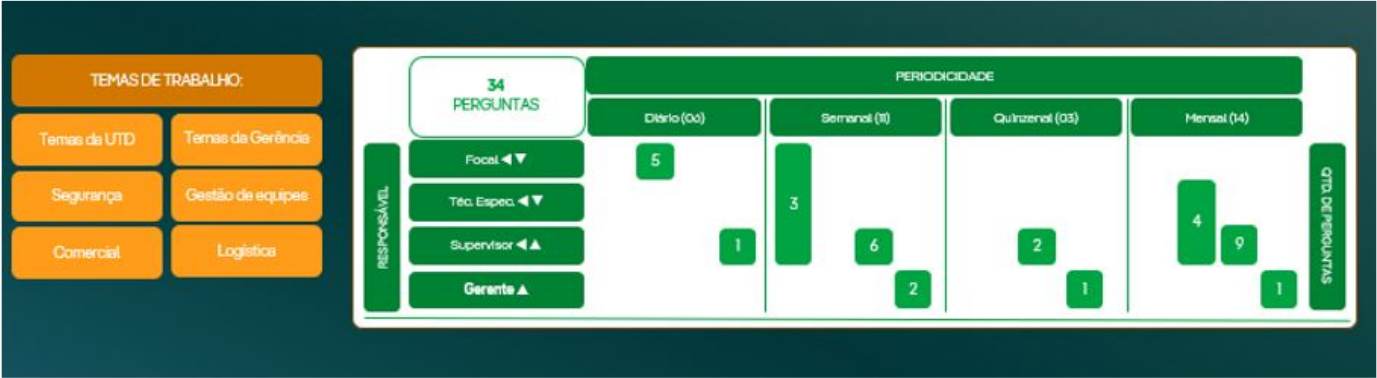 TEMAS DE TRABALHO:
Temas da UTD
Temas da Gerência
Segurança
Gestão de equipes
Comercial
Logística
34
PERGUNTAS
PERIODICIDADE
Diário (06)
Semanal (11)
Quinzenal (03)
Mensal (14)
RESPONSÁVEL
Focal ◀ ▼
Téc. Espec. ◀ ▼
Supervisor ◀ ▲
Gerente ▲
5
1
3
6
2
2
1
4
9
1
QTD. DE PERGUNTAS